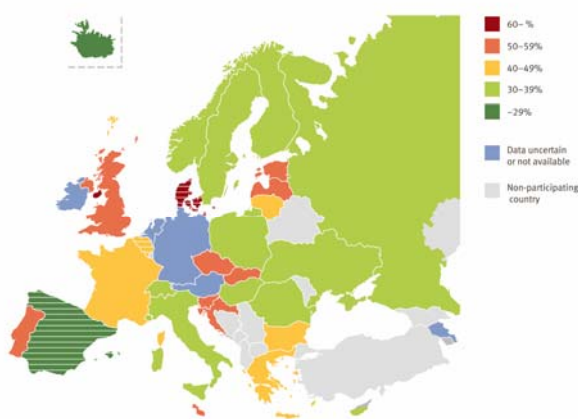 60– %
50–59%
40–49%
30–39%
–29%
Data uncertain
or not available
Non-participating
country